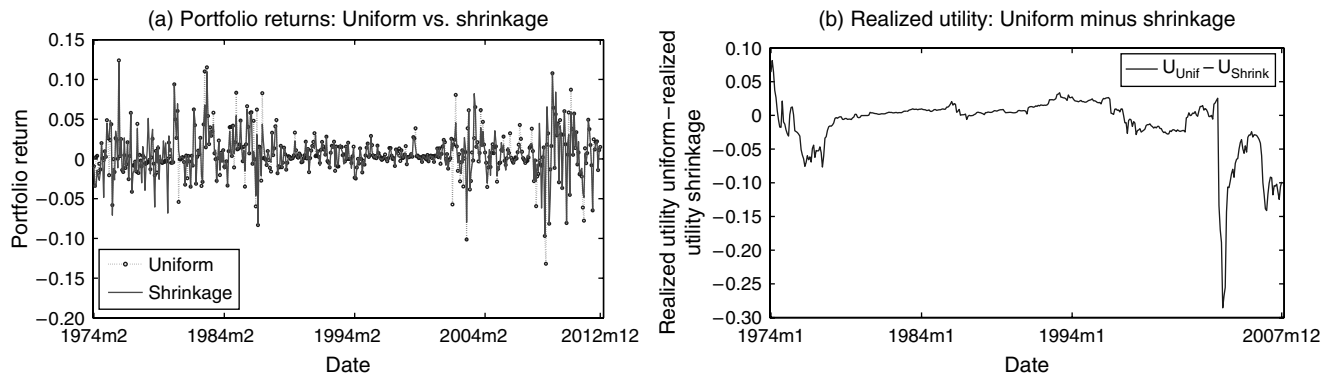 (a) Portfolio returns: Uniform vs. shrinkage
0.15
0.10
0.05
0
−0.05
−0.10
−0.15
−0.20
Portfolio return
Uniform
Shrinkage
1974m2
1984m2
1994m2
2004m2
2012m12
Date
(b) Realized utility: Uniform minus shrinkage
0.10
0.05
0
−0.05
−0.10
−0.15
−0.20
−0.25
−0.30
Realized utility uniform−realized
utility shrinkage
U_Unif − U_Shrink
1974m1
1984m1
1994m1
2007m12
Date